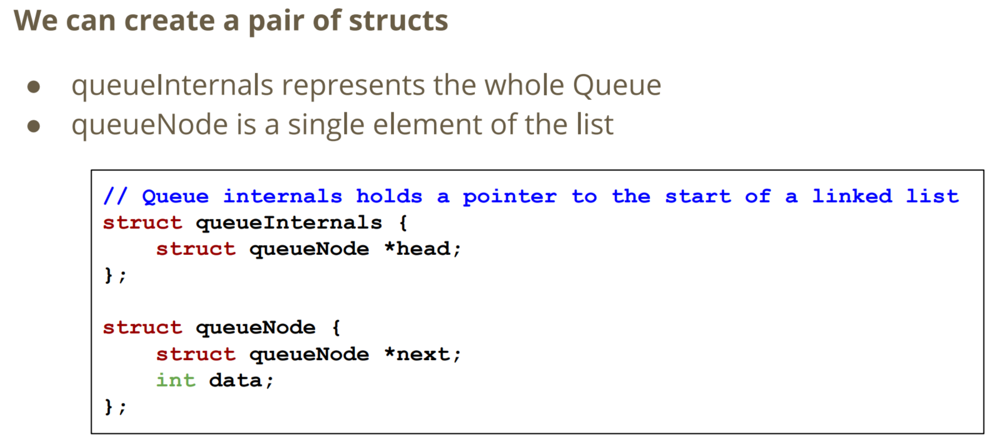 We can create a pair of structs
● queueInternals represents the whole Queue
● queueNode is a single element of the list
// Queue internals holds a pointer to the start of a linked list
struct queueInternals {
    struct queueNode *head;
};
struct queueNode {
    struct queueNode *next;
    int data;
};